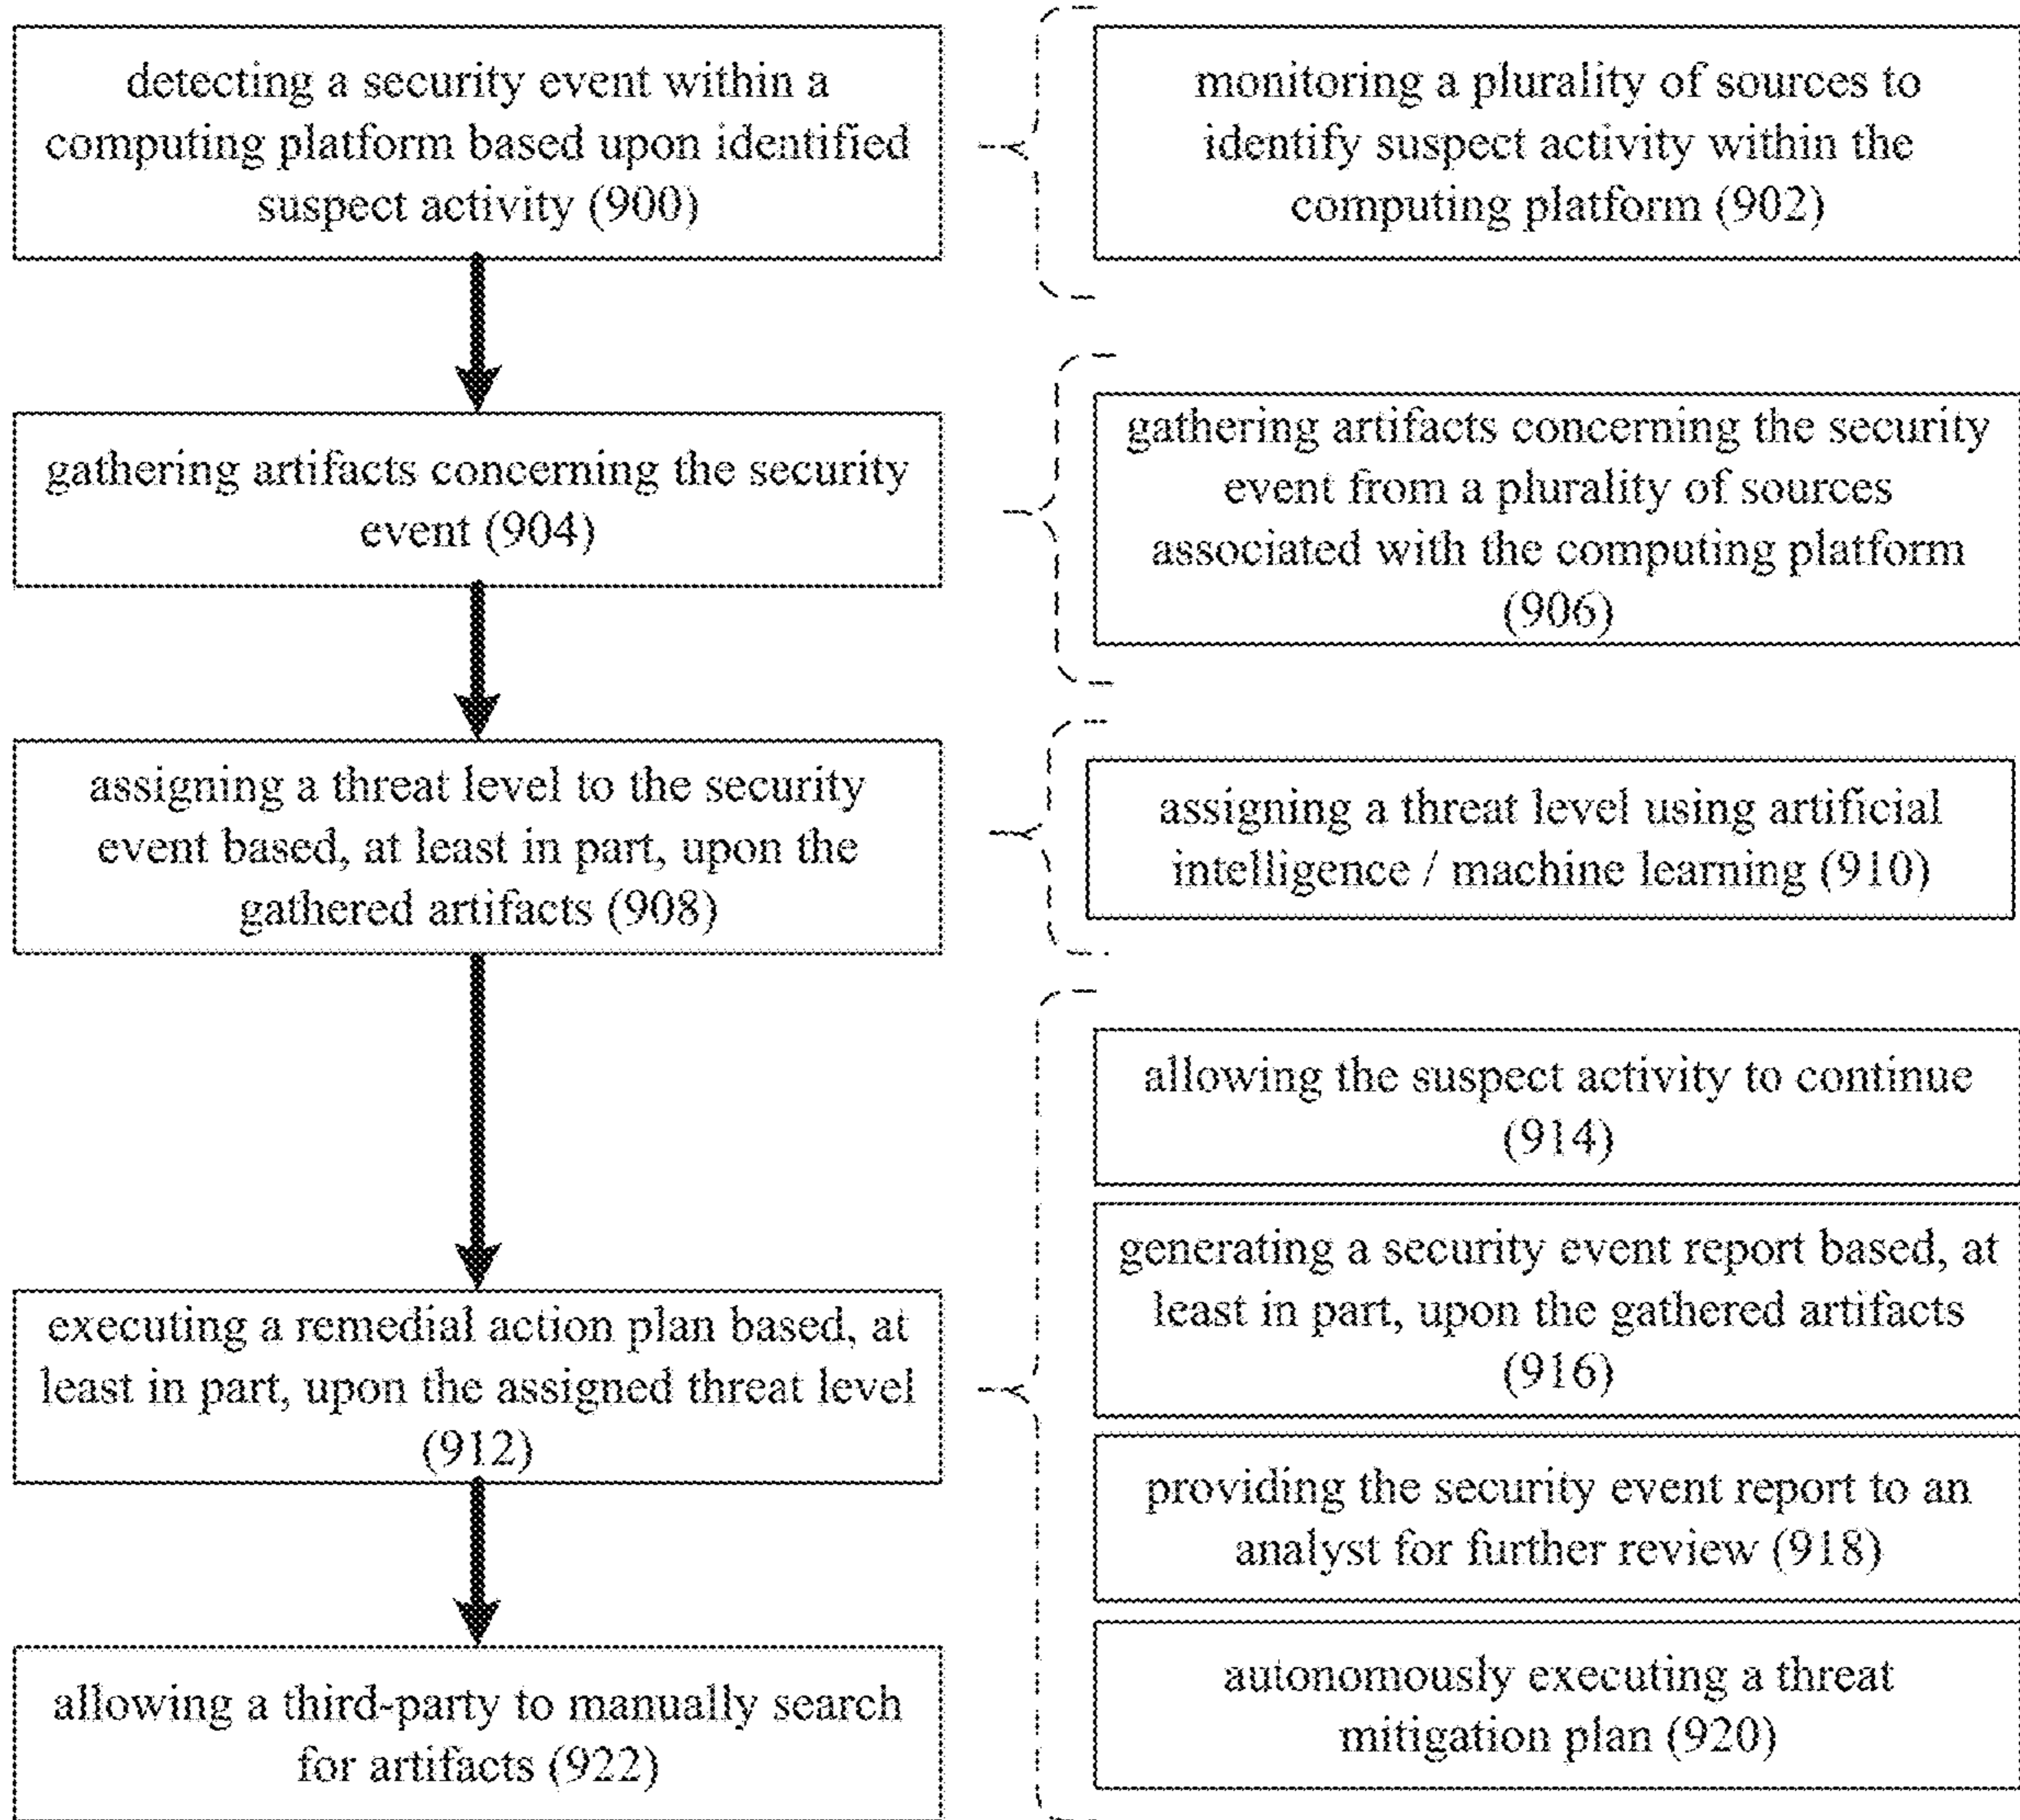 detecting a security event within a
computing platform based upon identified
suspect activity (900)
monitoring a plurality of sources to
identify suspect activity within the
computing platform (902)
gathering artifacts concerning the security
event (904)
gathering artifacts concerning the security
event from a plurality of sources
associated with the computing platform
(906)
assigning a threat level to the security
event based, at least in part, upon the
gathered artifacts (908)
assigning a threat level using artificial
intelligence / machine learning (910)
executing a remedial action plan based, at
least in part, upon the assigned threat level
(912)
allowing the suspect activity to continue
(914)
generating a security event report based, at
least in part, upon the gathered artifacts
(916)
providing the security event report to an
analyst for further review (918)
autonomously executing a threat
mitigation plan (920)
allowing a third-party to manually search
for artifacts (922)